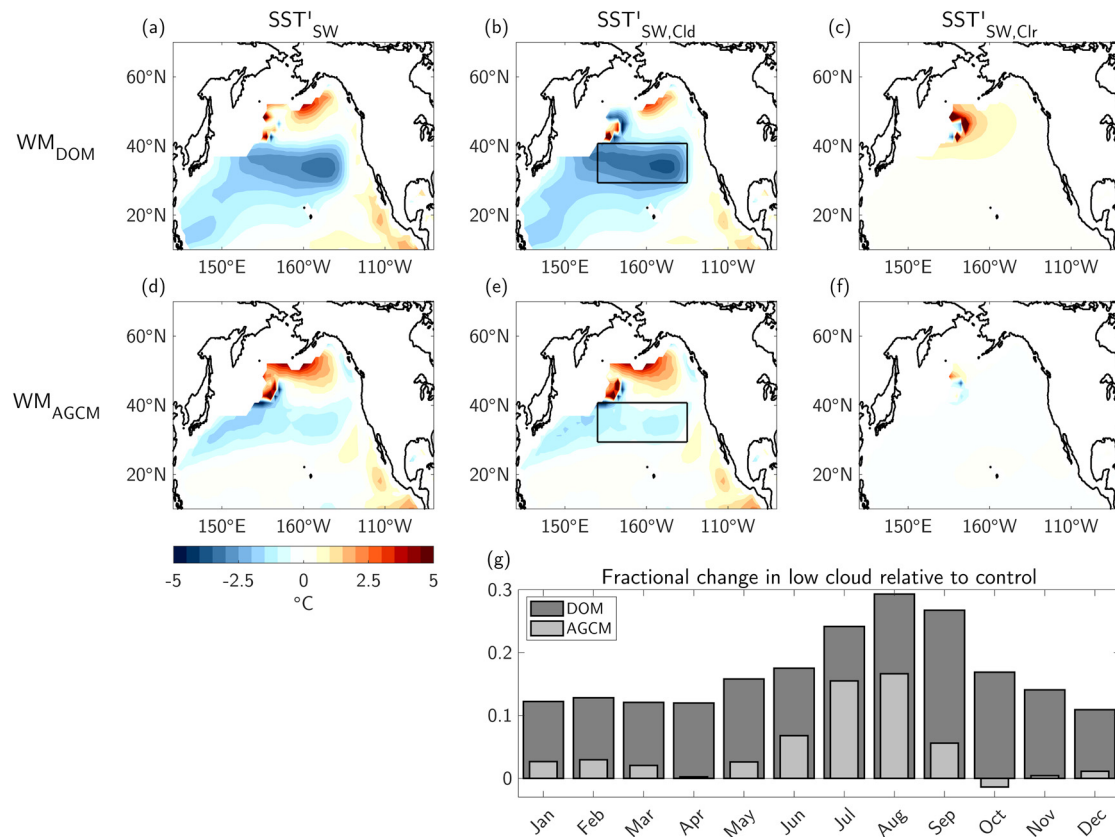 SST'SW SST'SW,Cld SST'SW,Clr
(a) (b) (c)
WMDOM
60°N 60°N 60°N
40°N 40°N 40°N
20°N 20°N 20°N
150°E 160°W 110°W 150°E 160°W 110°W 150°E 160°W 110°W
(d) (e) (f)
WMAGCM
60°N 60°N 60°N
40°N 40°N 40°N
20°N 20°N 20°N
150°E 160°W 110°W 150°E 160°W 110°W 150°E 160°W 110°W
-5 -2.5 0 2.5 5
°C
(g)
Fractional change in low cloud relative to control
0.3
DOM
AGCM
0.2
0.1
0
Jan Feb Mar Apr May Jun Jul Aug Sep Oct Nov Dec